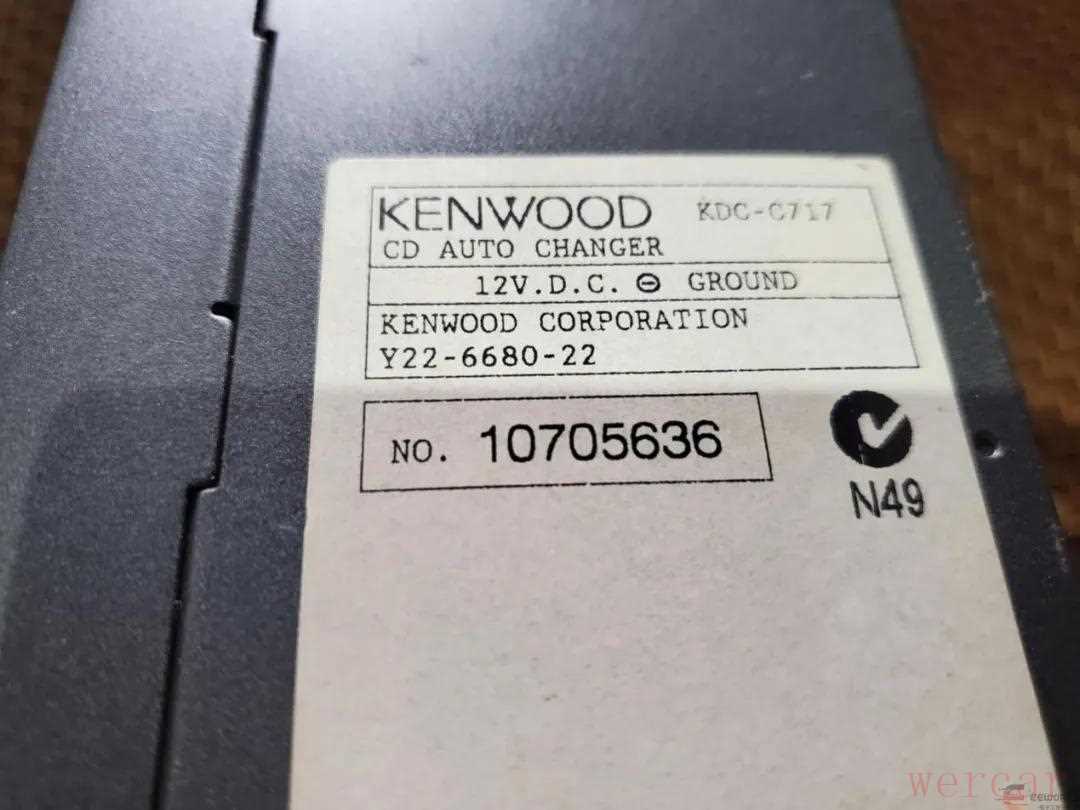 KENWOOD KDC-C717
CD AUTO CHANGER
12V.D.C. ⊖ GROUND
KENWOOD CORPORATION
Y22-6680-22
NO. 10705636
N49
wercar